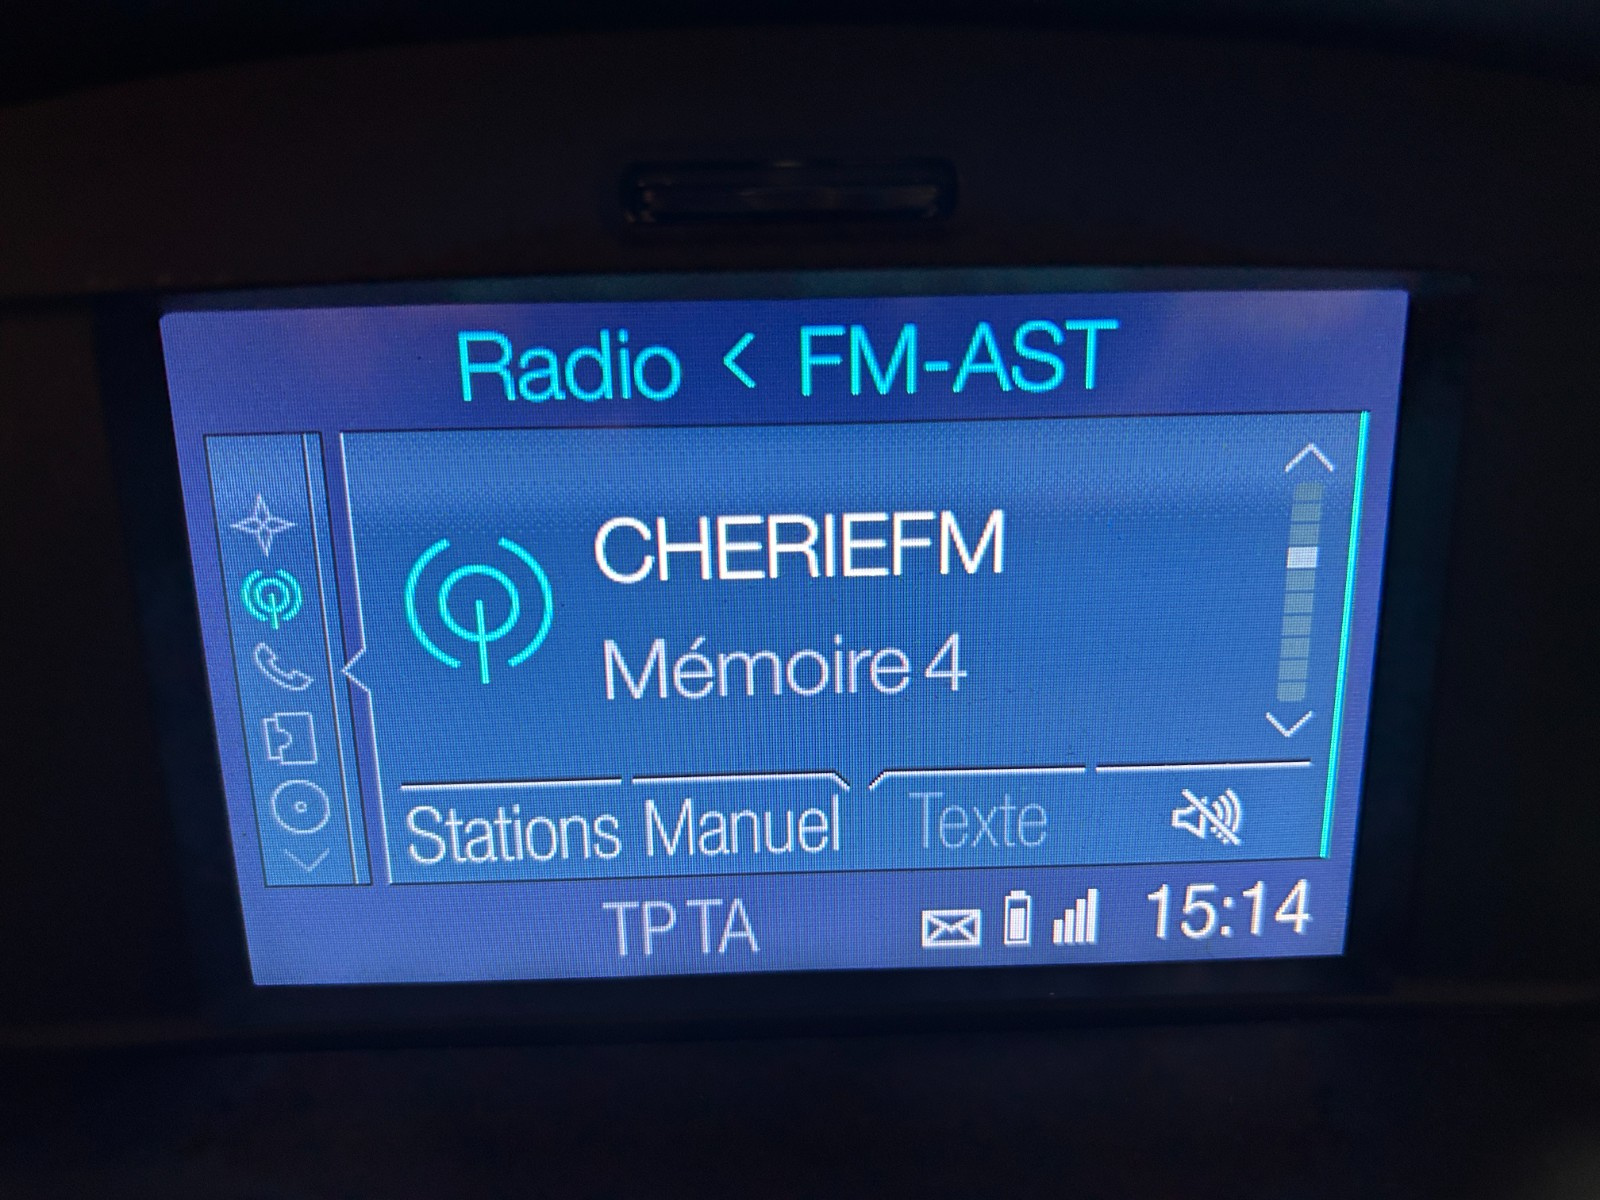 Radio < FM-AST
CHERIEFM
Mémoire 4
Stations Manuel Texte
TP TA 15:14